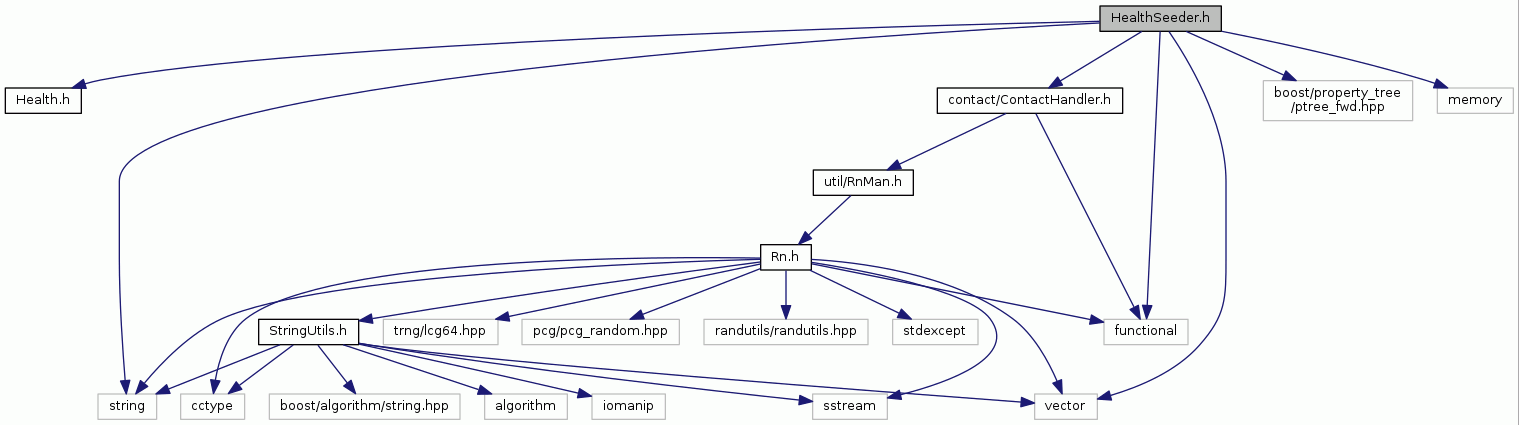 HealthSeeder.h
Health.h
contact/ContactHandler.h
boost/property_tree
/ptree_fwd.hpp
memory
util/RnMan.h
Rn.h
StringUtils.h
trng/lcg64.hpp
pcg/pcg_random.hpp
randutils/randutils.hpp
stdexcept
functional
string
cctype
boost/algorithm/string.hpp
algorithm
iomanip
sstream
vector